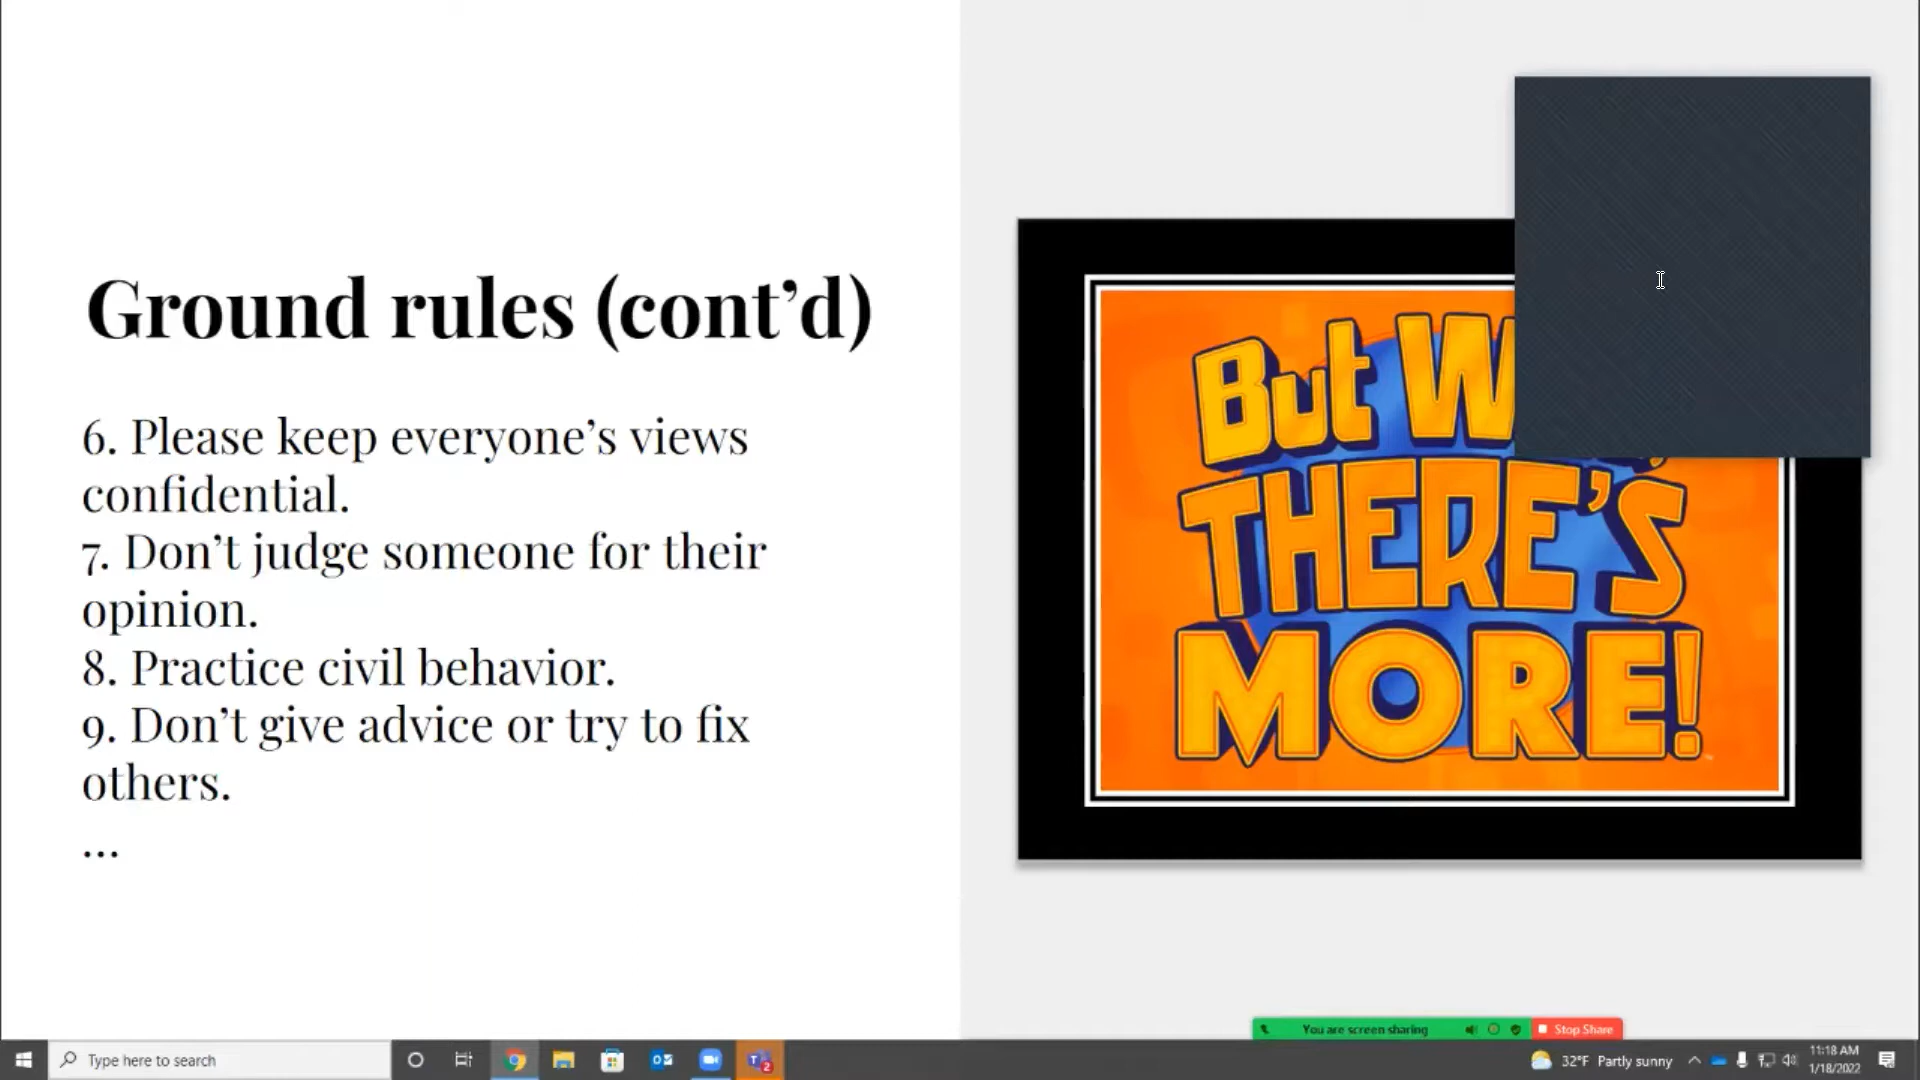 Ground rules (cont’d)
6. Please keep everyone’s views
confidential.
7. Don’t judge someone for their
opinion.
8. Practice civil behavior.
9. Don’t give advice or try to fix
others.
...
But
THERE’S
MORE!
You are screen sharing
Stop Share
Type here to search
2
32°F Partly sunny
11:18 AM
1/18/2022